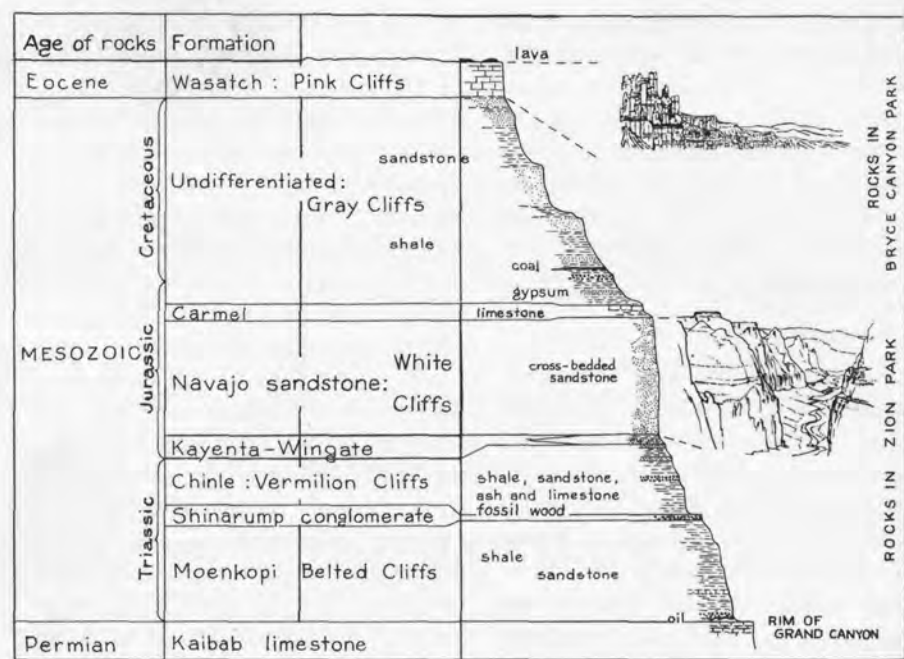 Age of rocks Formation
lava
Eocene Wasatch : Pink Cliffs
ROCKS IN
BRYCE CANYON PARK
Cretaceous
sandstone
Undifferentiated:
Gray Cliffs
shale
coal
gypsum
Carmel limestone
MESOZOIC
Jurassic
White
Navajo sandstone:
Cliffs
cross-bedded
sandstone
Kayenta-Wingate
ROCKS IN ZION PARK
Triassic
Chinle : Vermilion Cliffs
shale, sandstone,
ash and limestone
fossil wood
Shinarump conglomerate
Moenkopi Belted Cliffs
shale
sandstone
oil
RIM OF
GRAND CANYON
Permian Kaibab limestone